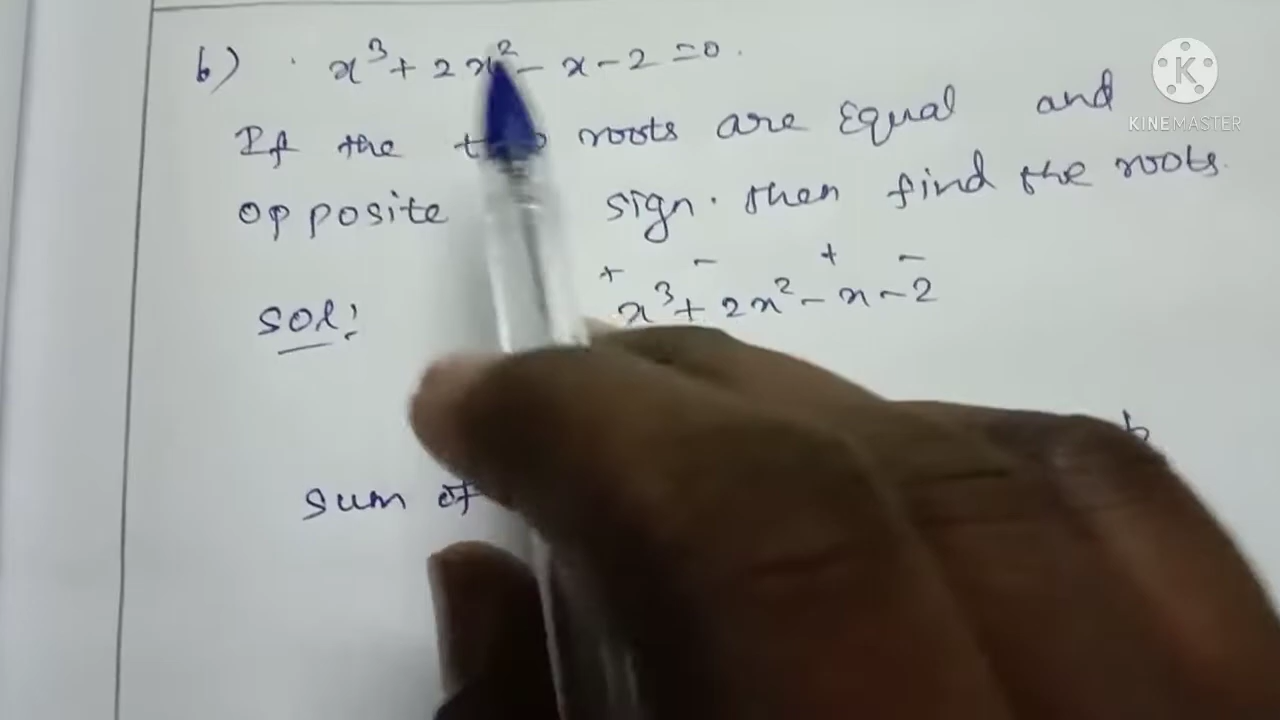 b) x³ + 2x² - x - 2 = 0.
If the roots are Equal and
opposite sign. then find the roots.
+ - + -
Sol: x³ + 2x² - x - 2
b
sum of
K
KINEMASTER